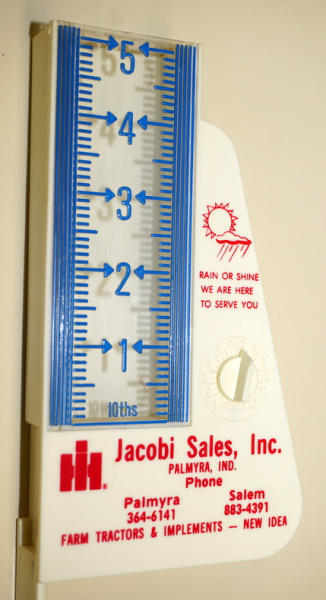 5
4
3
2
1
10ths
RAIN OR SHINE
WE ARE HERE
TO SERVE YOU
IH®
Jacobi Sales, Inc.
PALMYRA, IND.
Phone
Palmyra Salem
364-6141 883-4391
FARM TRACTORS & IMPLEMENTS — NEW IDEA